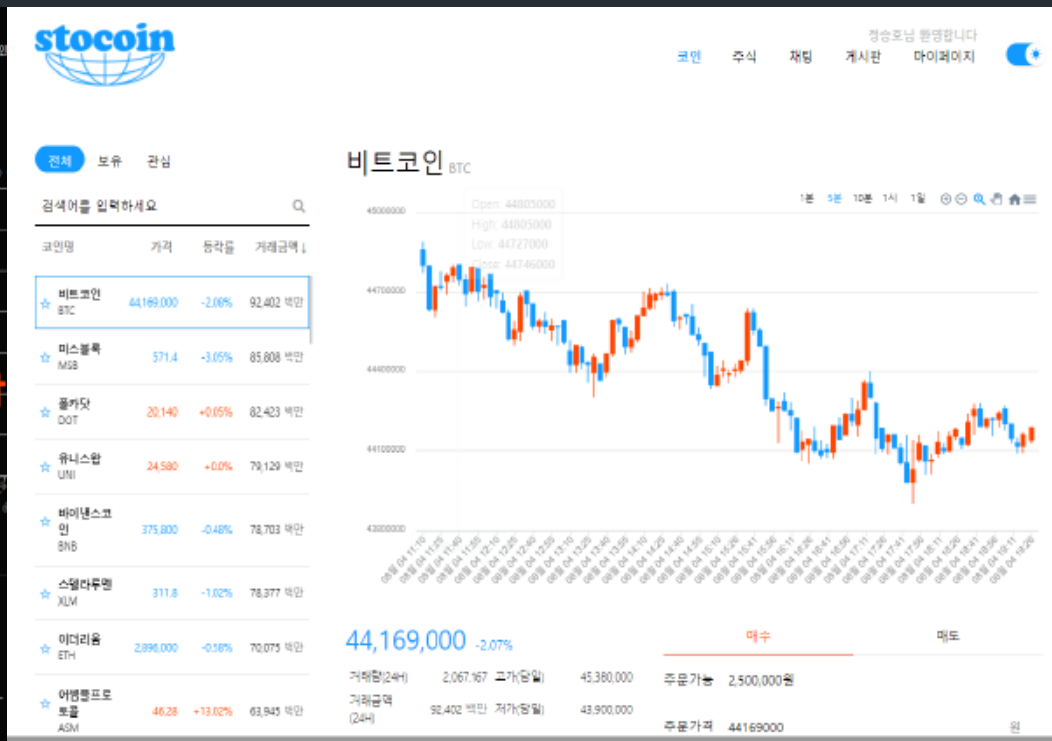 stocoin
정승호님 환영합니다
코인 주식 채팅 게시판 마이페이지
전체 보유 관심
검색어를 입력하세요
코인명 가격 등락률 거래금액↓
비트코인 BTC 44,169,000 -2.08% 92,402 백만
미스블록 MSB 571.4 -3.05% 85,808 백만
폴카닷 DOT 20,140 +0.05% 82,423 백만
유니스왑 UNI 24,580 +0.0% 79,129 백만
바이낸스코인 BNB 375,800 -0.48% 78,703 백만
스텔라루멘 XLM 311.8 -1.02% 78,377 백만
이더리움 ETH 2,896,000 -0.58% 70,075 백만
어셈블프로토콜 ASM 46.28 +13.02% 63,945 백만
비트코인 BTC
1분 5분 10분 1시 1일
Open: 44805000
High: 44805000
Low: 44727000
Close: 44746000
45000000
44700000
44400000
44100000
43800000
44,169,000 -2.07%
거래량(24H) 2,067.167 고가(당일) 45,380,000
거래금액
(24H) 92,402 백만 저가(당일) 43,900,000
매수 매도
주문가능 2,500,000원
주문가격 44169000 원